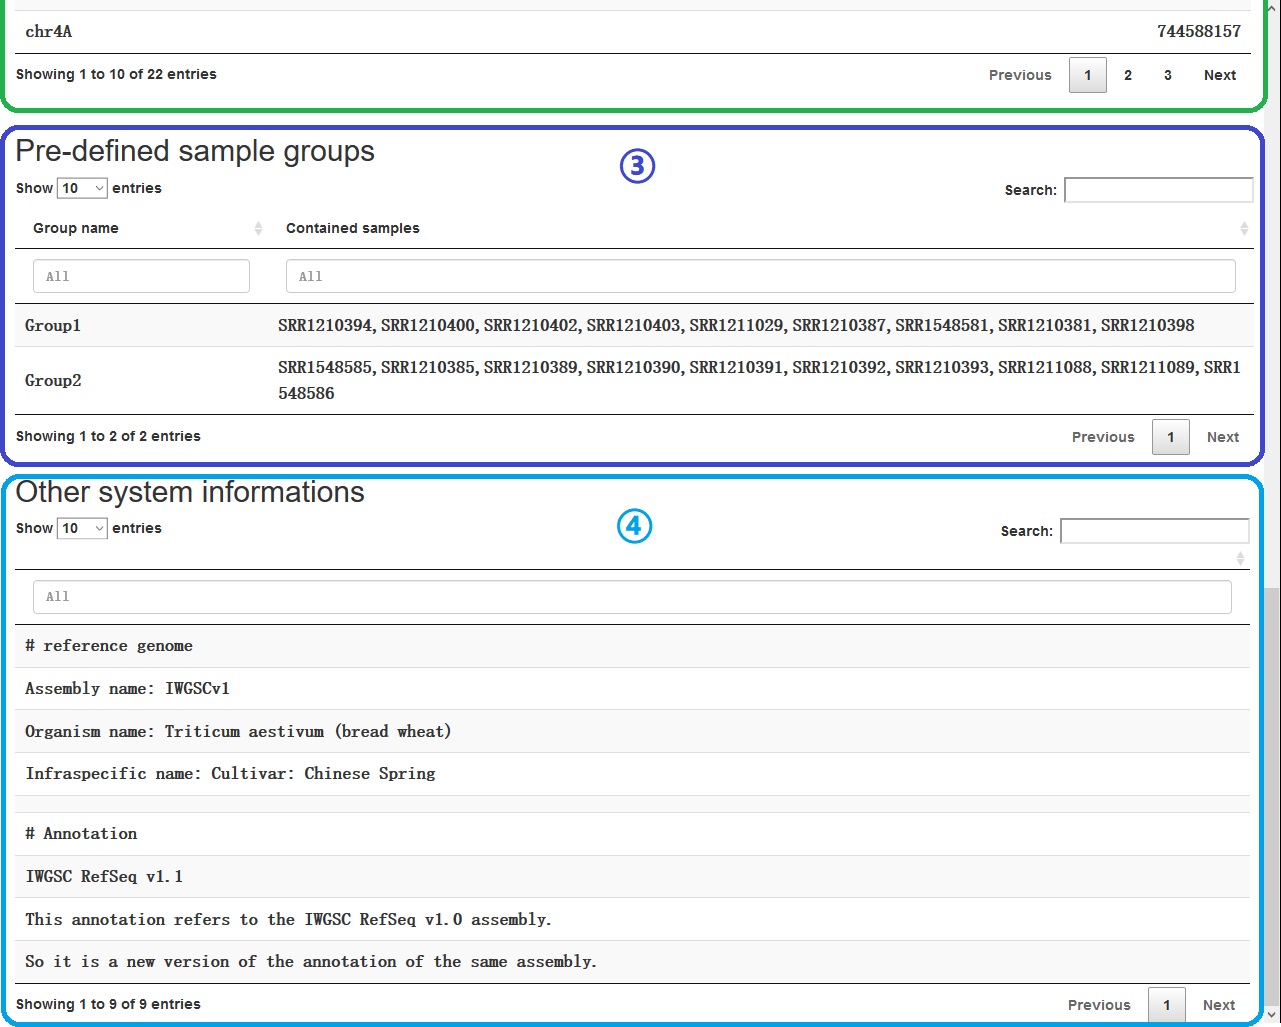 chr4A 744588157
Showing 1 to 10 of 22 entries Previous 1 2 3 Next
Pre-defined sample groups
③
Show 10 entries Search:
Group name Contained samples
All All
Group1 SRR1210394,SRR1210400,SRR1210402,SRR1210403,SRR1211029,SRR1210387,SRR1548581,SRR1210381,SRR1210398
Group2 SRR1548585,SRR1210385,SRR1210389,SRR1210390,SRR1210391,SRR1210392,SRR1210393,SRR1211088,SRR1211089,SRR1
548586
Showing 1 to 2 of 2 entries Previous 1 Next
Other system informations
④
Show 10 entries Search:
All
# reference genome
Assembly name: IWGSCv1
Organism name: Triticum aestivum (bread wheat)
Infraspecific name: Cultivar: Chinese Spring
# Annotation
IWGSC RefSeq v1.1
This annotation refers to the IWGSC RefSeq v1.0 assembly.
So it is a new version of the annotation of the same assembly.
Showing 1 to 9 of 9 entries Previous 1 Next